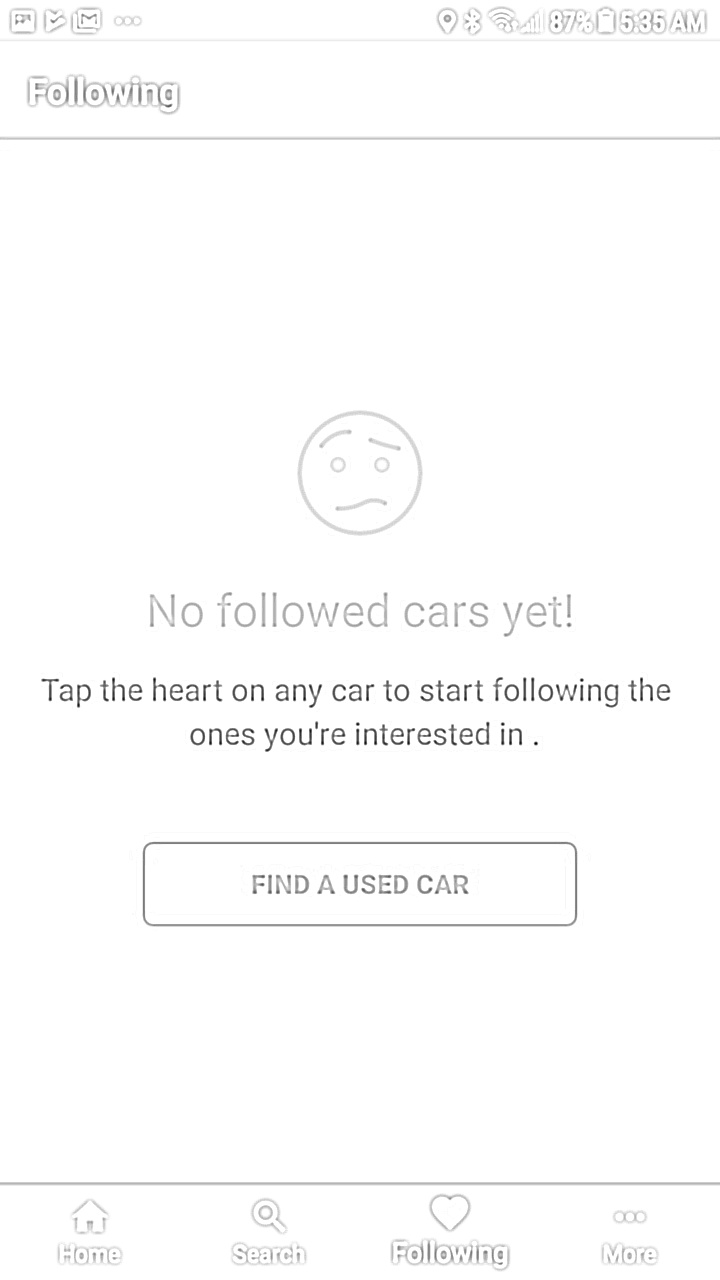 87% 5:35 AM
Following
No followed cars yet!
Tap the heart on any car to start following the
ones you're interested in .
FIND A USED CAR
Home Search Following More